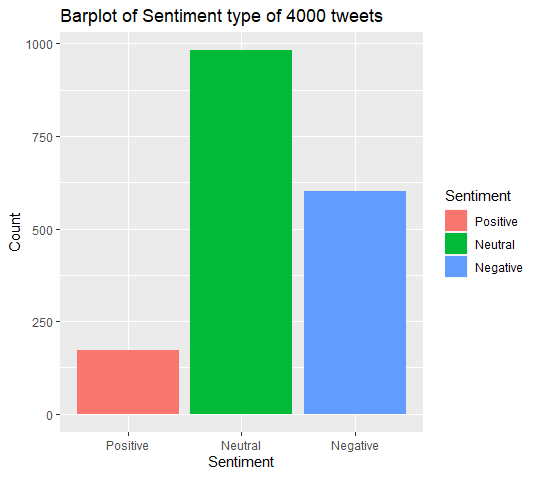 Barplot of Sentiment type of 4000 tweets
1000
750
500
250
0
Count
Positive
Neutral
Negative
Sentiment
Sentiment
Positive
Neutral
Negative